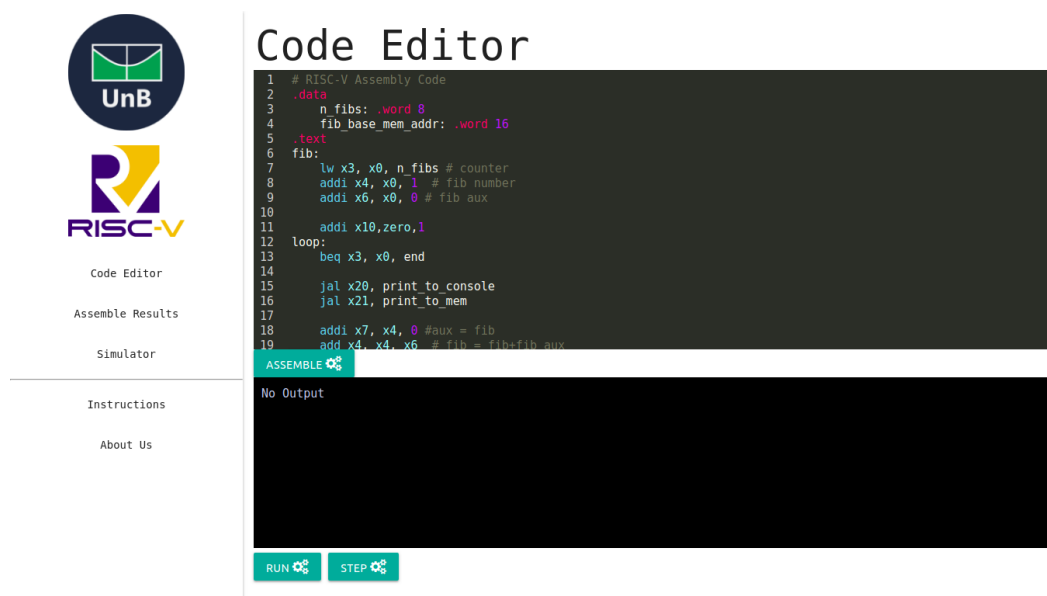 UnB
RISC-V
Code Editor
Assemble Results
Simulator
Instructions
About Us
Code Editor
1 # RISC-V Assembly Code
2 .data
3 n_fibs: .word 8
4 fib_base_mem_addr: .word 16
5 .text
6 fib:
7 lw x3, x0, n_fibs # counter
8 addi x4, x0, 1 # fib number
9 addi x6, x0, 0 # fib aux
10
11 addi x10,zero,1
12 loop:
13 beq x3, x0, end
14
15 jal x20, print_to_console
16 jal x21, print_to_mem
17
18 addi x7, x4, 0 #aux = fib
19 add x4, x4, x6 # fib = fib+fib_aux
ASSEMBLE
No Output
RUN
STEP